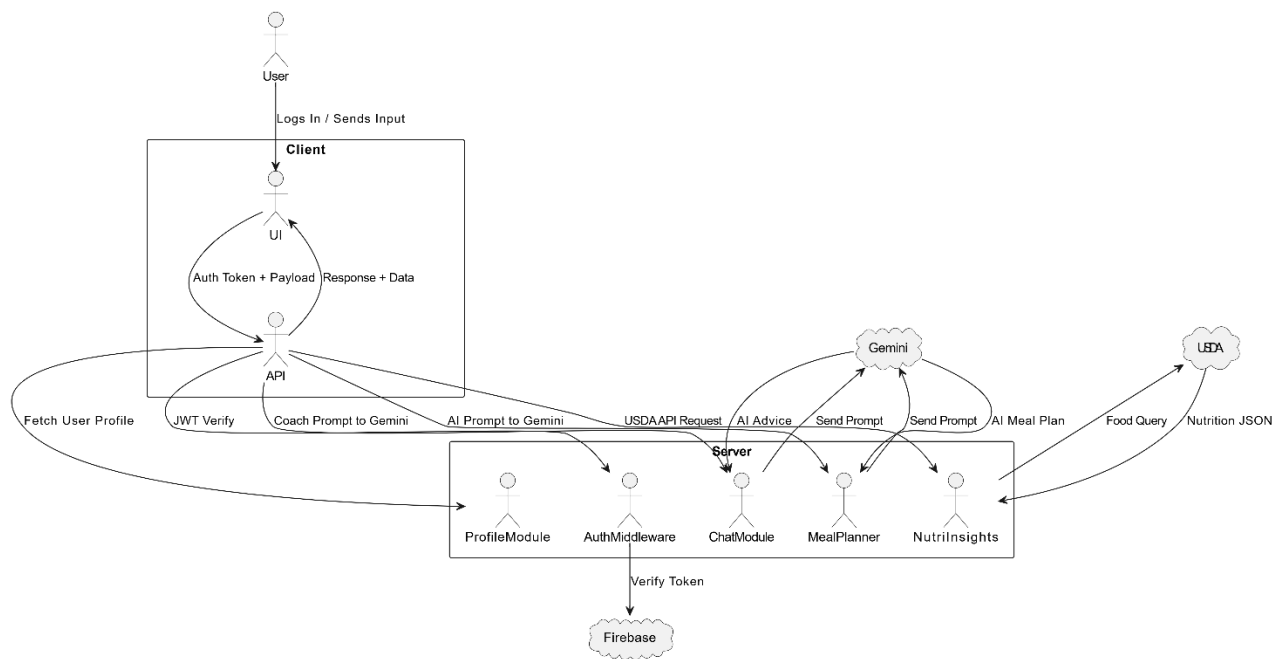 User
Logs In / Sends Input
Client
UI
Auth Token + Payload
Response + Data
API
Gemini
USDA
Fetch User Profile
JWT Verify
Coach Prompt to Gemini
AI Prompt to Gemini
USDA API Request
AI Advice
Send Prompt
Send Prompt
AI Meal Plan
Food Query
Nutrition JSON
Server
ProfileModule
AuthMiddleware
ChatModule
MealPlanner
NutriInsights
Verify Token
Firebase